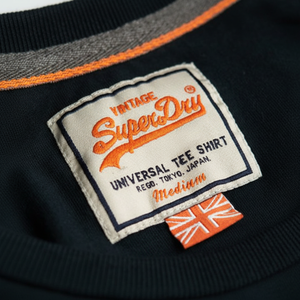 VINTAGE
SuperDry
UNIVERSAL TEE SHIRT
REGD. TOKYO. JAPAN.
Medium